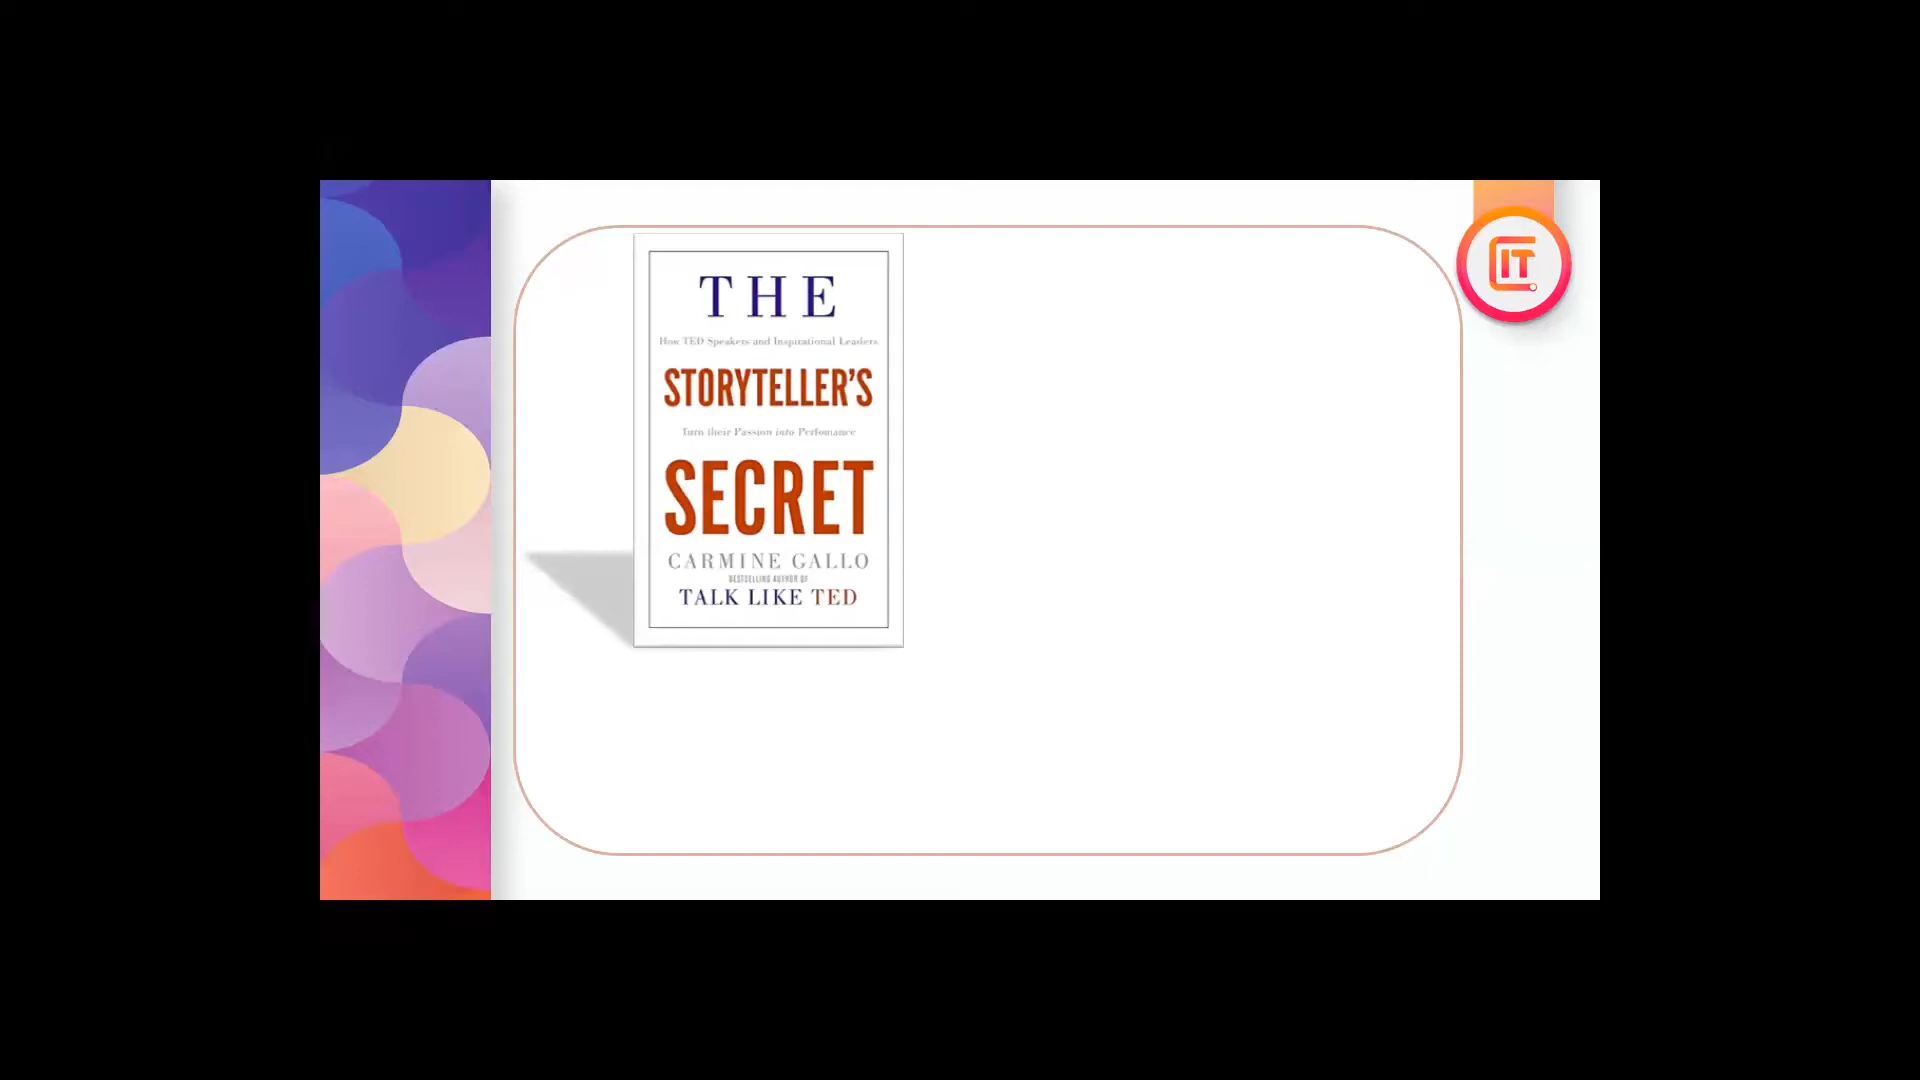 THE
How TED Speakers and Inspirational Leaders
STORYTELLER'S
Turn their Passion into Perfomance
SECRET
CARMINE GALLO
BESTSELLING AUTHOR OF
TALK LIKE TED
IT